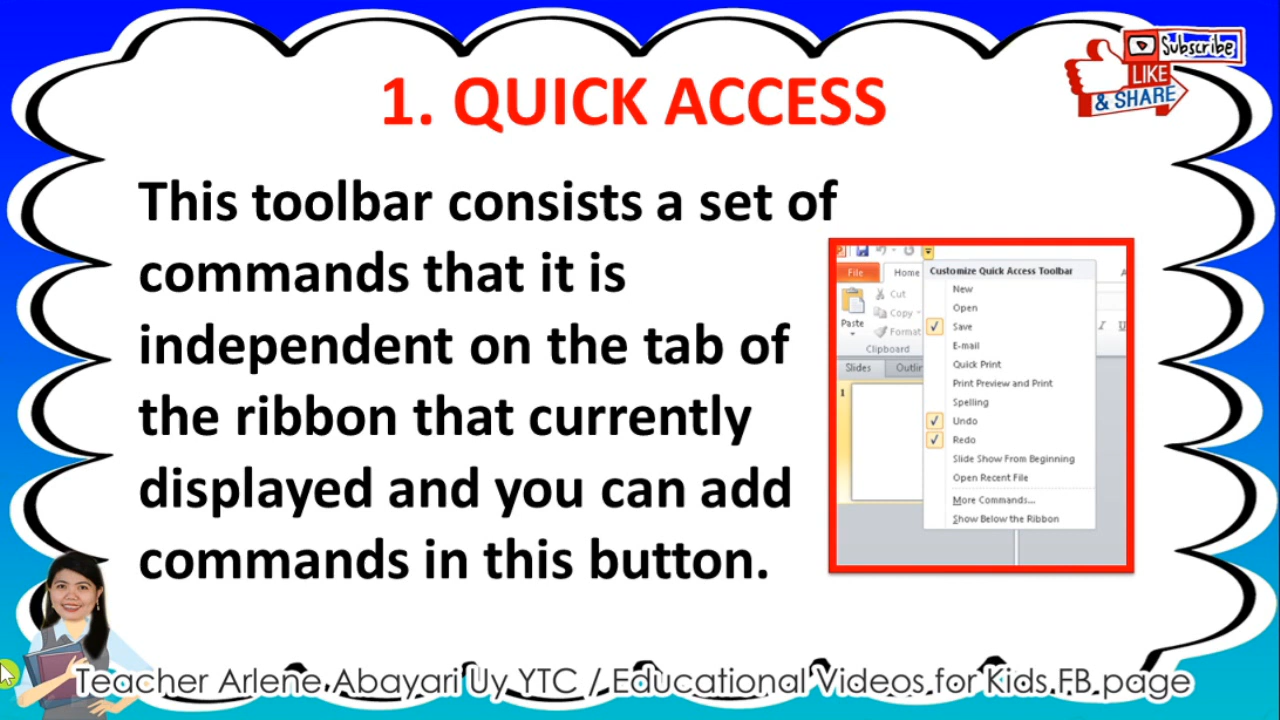 Subscribe
LIKE
& SHARE
1. QUICK ACCESS
This toolbar consists a set of
commands that it is
independent on the tab of
the ribbon that currently
displayed and you can add
commands in this button.
File
Home
Customize Quick Access Toolbar
New
Cut
Open
Copy
Paste
Save
Format
E-mail
Clipboard
Quick Print
Slides
Outlin
Print Preview and Print
1
Spelling
Undo
Redo
Slide Show From Beginning
Open Recent File
More Commands...
Show Below the Ribbon
I U
Teacher Arlene Abayari Uy YTC / Educational Videos for Kids FB page